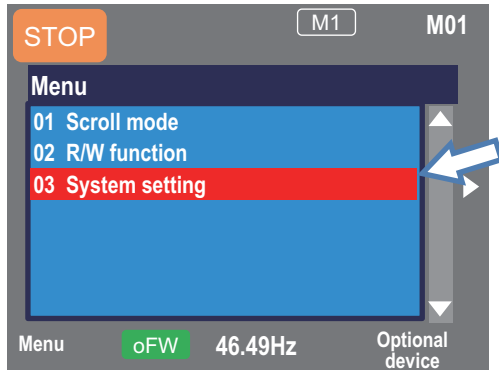 STOP M1 M01
Menu
01 Scroll mode
02 R/W function
03 System setting
Menu oFW 46.49Hz Optional
device